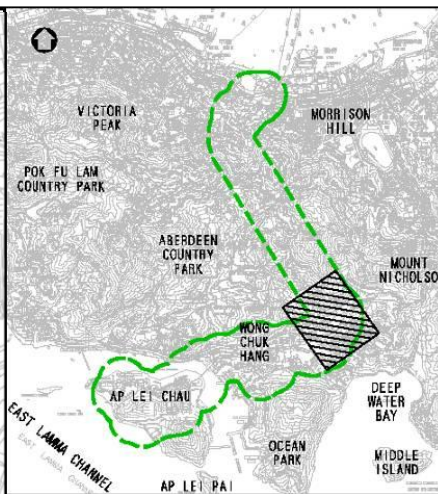 VICTORIA
PEAK
MORRISON
HILL
POK FU LAM
COUNTRY PARK
ABERDEEN
COUNTRY
PARK
MOUNT
NICHOLSO
WONG
CHUK
HANG
AP LEI CHAU
DEEP
WATER
BAY
EAST LAMMA CHANNEL
OCEAN
PARK
MIDDLE
ISLAND
AP LEI PAI